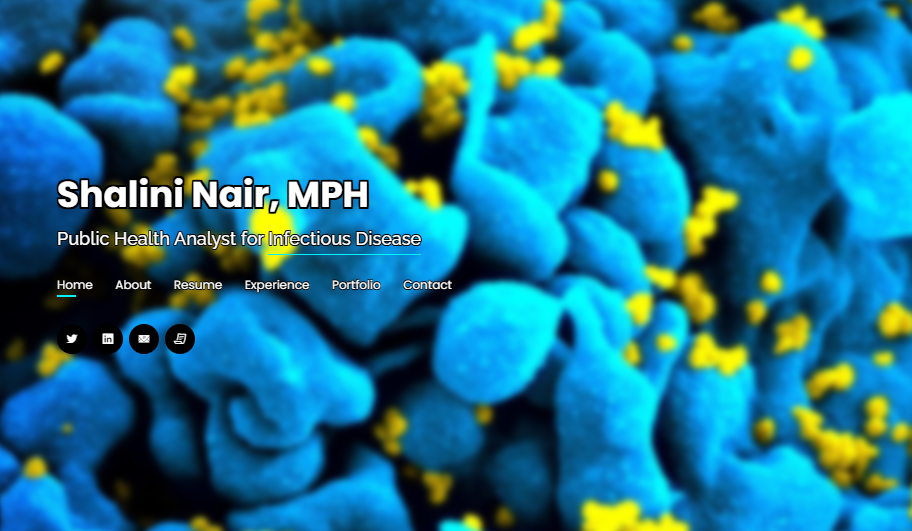 Shalini Nair, MPH
Public Health Analyst for Infectious Disease
Home About Resume Experience Portfolio Contact